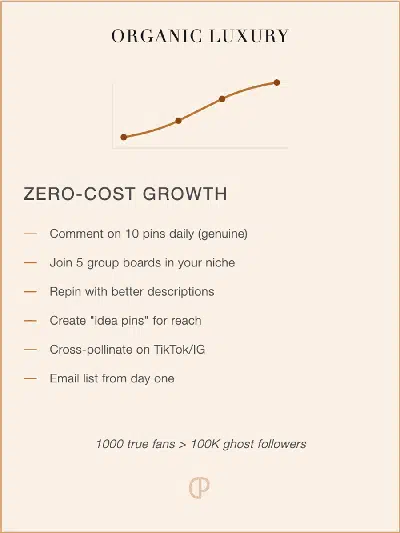 ORGANIC LUXURY
ZERO-COST GROWTH
— Comment on 10 pins daily (genuine)
— Join 5 group boards in your niche
— Repin with better descriptions
— Create "idea pins" for reach
— Cross-pollinate on TikTok/IG
— Email list from day one
1000 true fans > 100K ghost followers